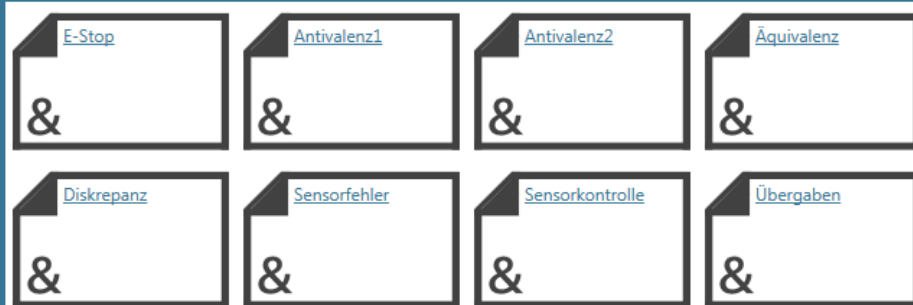 E-Stop
&
Antivalenz1
&
Antivalenz2
&
Äquivalenz
&
Diskrepanz
&
Sensorfehler
&
Sensorkontrolle
&
Übergaben
&